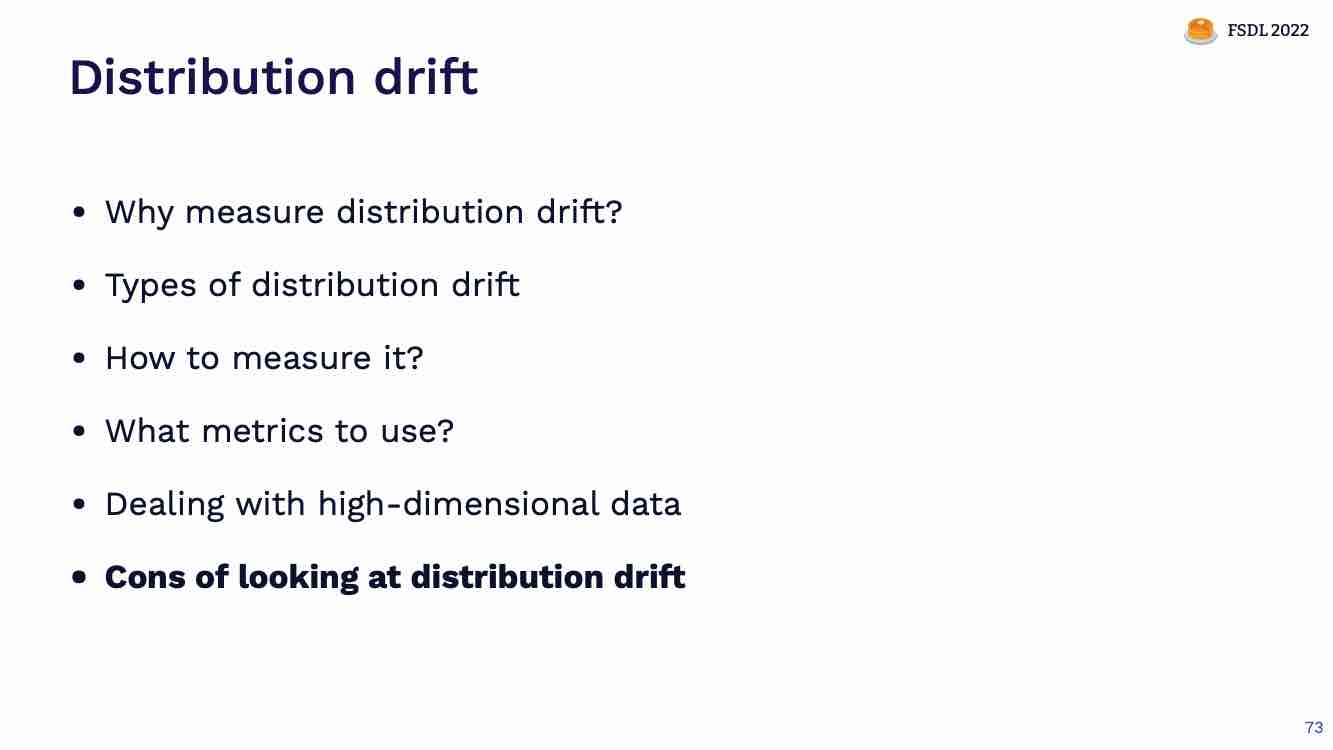 FSDL 2022
Distribution drift
• Why measure distribution drift?
• Types of distribution drift
• How to measure it?
• What metrics to use?
• Dealing with high-dimensional data
• Cons of looking at distribution drift
73